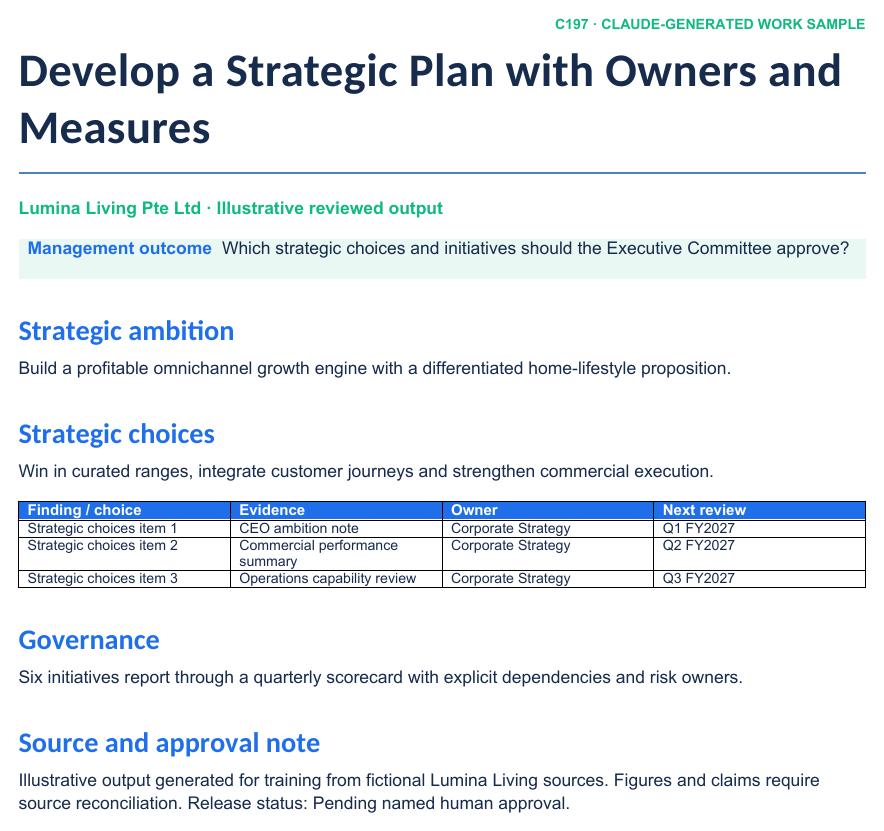 C197 · CLAUDE-GENERATED WORK SAMPLE
Develop a Strategic Plan with Owners and
Measures
Lumina Living Pte Ltd · Illustrative reviewed output
Management outcome Which strategic choices and initiatives should the Executive Committee approve?
Strategic ambition
Build a profitable omnichannel growth engine with a differentiated home-lifestyle proposition.
Strategic choices
Win in curated ranges, integrate customer journeys and strengthen commercial execution.
Finding / choice Evidence Owner Next review
Strategic choices item 1 CEO ambition note Corporate Strategy Q1 FY2027
Strategic choices item 2 Commercial performance Corporate Strategy Q2 FY2027
summary
Strategic choices item 3 Operations capability review Corporate Strategy Q3 FY2027
Governance
Six initiatives report through a quarterly scorecard with explicit dependencies and risk owners.
Source and approval note
Illustrative output generated for training from fictional Lumina Living sources. Figures and claims require
source reconciliation. Release status: Pending named human approval.